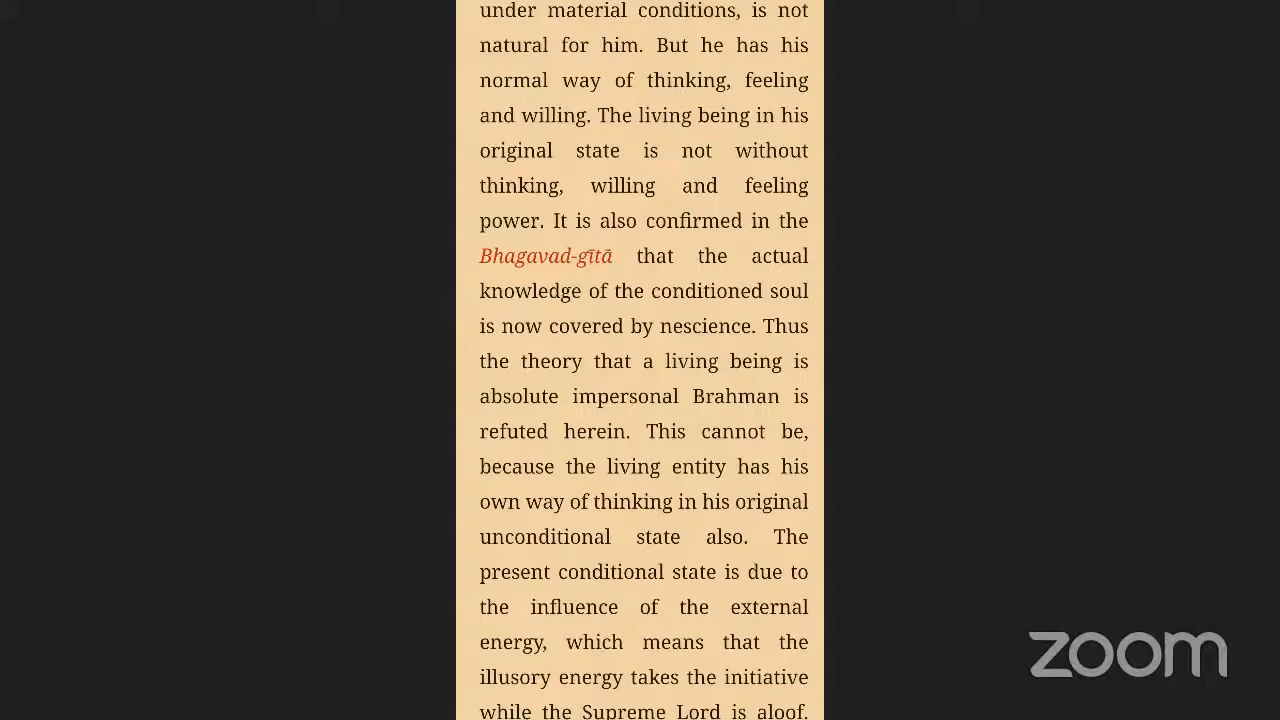 under material conditions, is not
natural for him. But he has his
normal way of thinking, feeling
and willing. The living being in his
original state is not without
thinking, willing and feeling
power. It is also confirmed in the
Bhagavad-gītā that the actual
knowledge of the conditioned soul
is now covered by nescience. Thus
the theory that a living being is
absolute impersonal Brahman is
refuted herein. This cannot be,
because the living entity has his
own way of thinking in his original
unconditional state also. The
present conditional state is due to
the influence of the external
energy, which means that the
illusory energy takes the initiative
while the Supreme Lord is aloof.
zoom